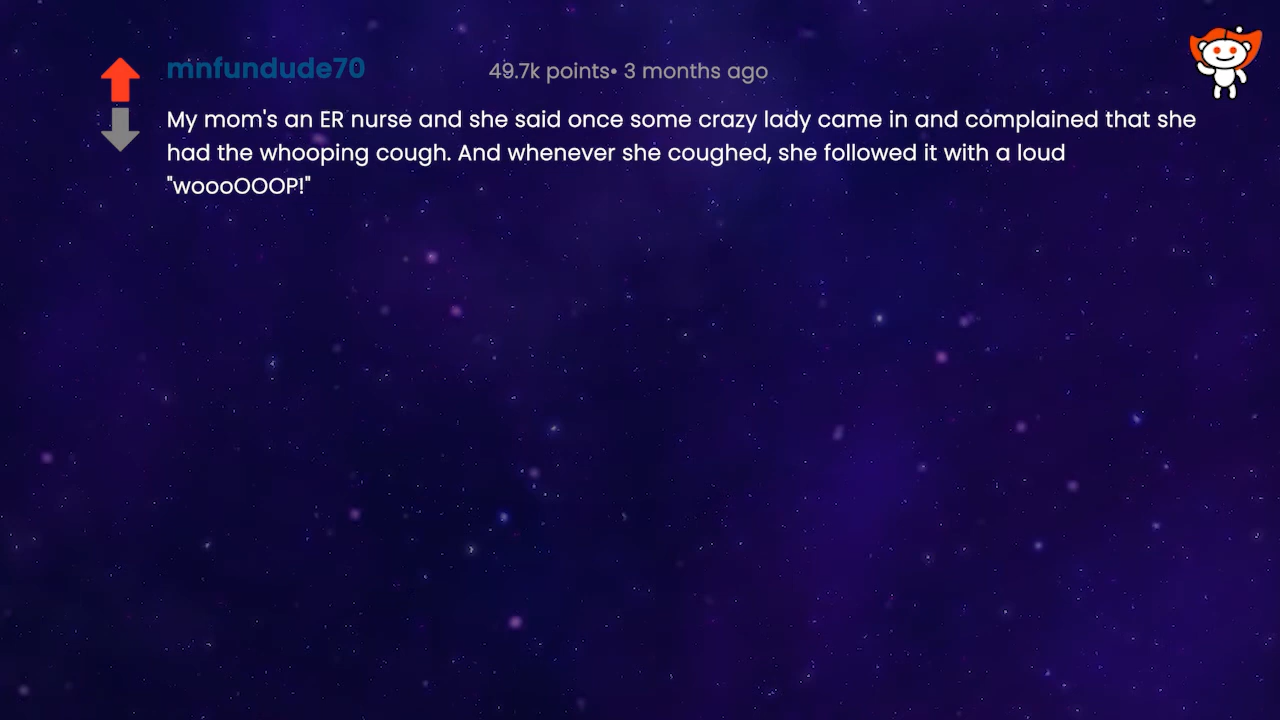 mnfundude70 49.7k points• 3 months ago
My mom's an ER nurse and she said once some crazy lady came in and complained that she
had the whooping cough. And whenever she coughed, she followed it with a loud
"woooOOOP!"